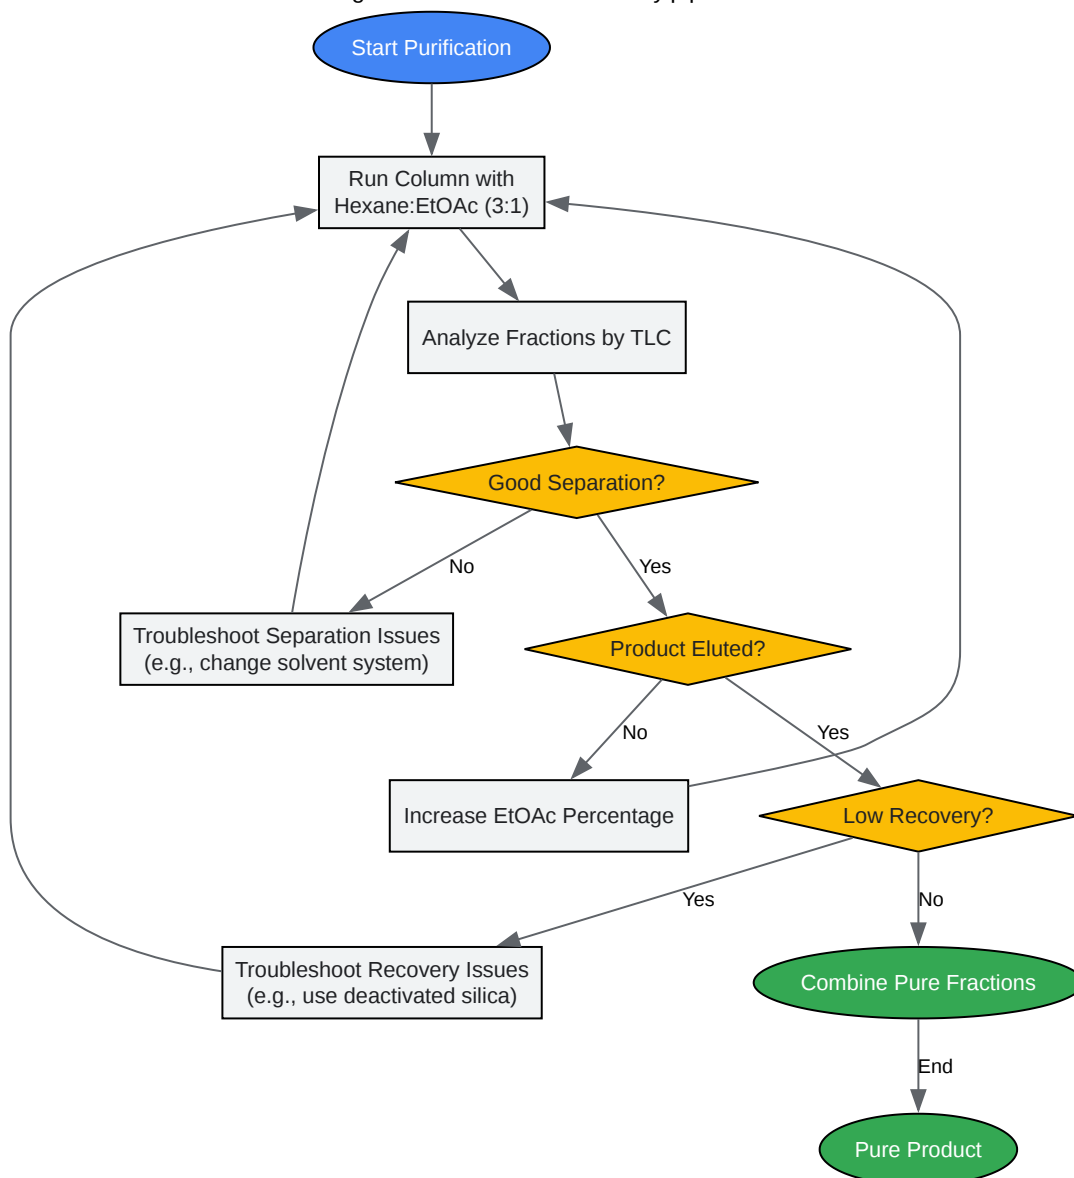 Start Purification
Run Column with
Hexane:EtOAc (3:1)
Analyze Fractions by TLC
Good Separation?
No
Yes
Troubleshoot Separation Issues
(e.g., change solvent system)
Product Eluted?
No
Yes
Increase EtOAc Percentage
Low Recovery?
Yes
No
Troubleshoot Recovery Issues
(e.g., use deactivated silica)
Combine Pure Fractions
End
Pure Product